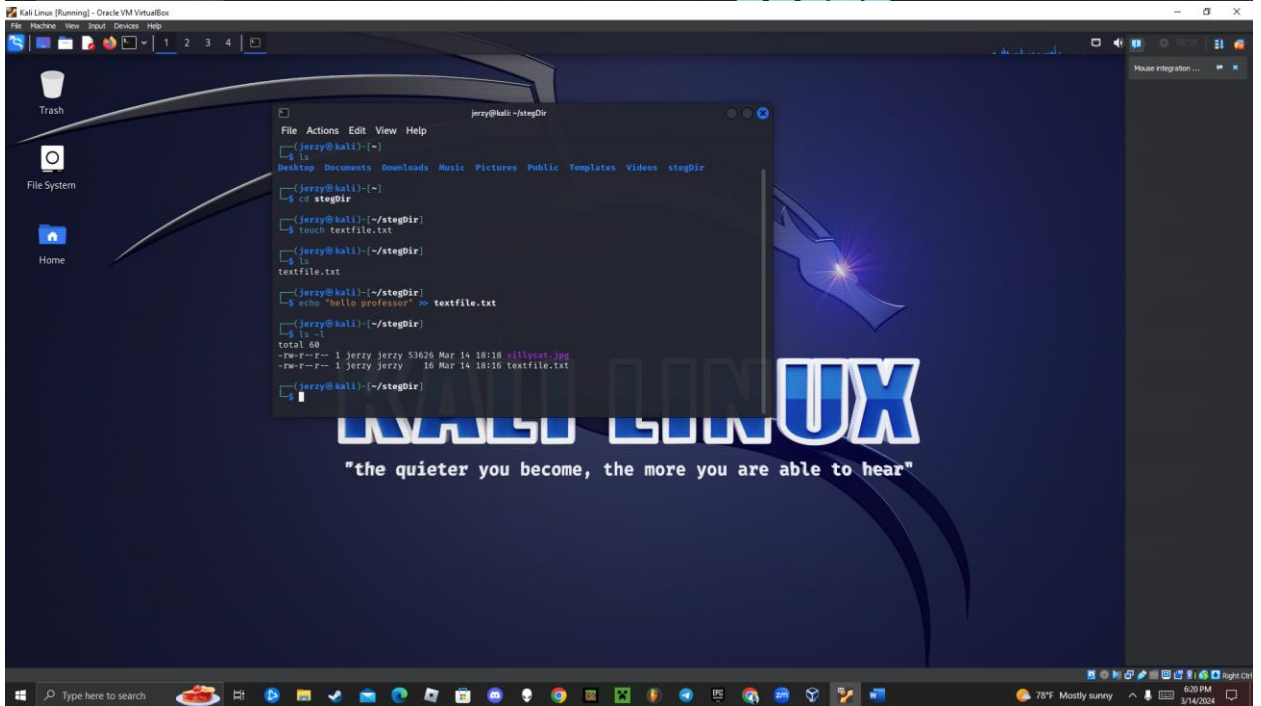 Kali Linux [Running] - Oracle VM VirtualBox
File Machine View Input Devices Help
1 2 3 4
Mouse integration ...
Trash
File System
Home
jerzy@kali: ~/stegDir
File Actions Edit View Help
┌──(jerzy㉿kali)-[~]
└─$ ls
Desktop Documents Downloads Music Pictures Public Templates Videos stegDir
┌──(jerzy㉿kali)-[~]
└─$ cd stegDir
┌──(jerzy㉿kali)-[~/stegDir]
└─$ touch textfile.txt
┌──(jerzy㉿kali)-[~/stegDir]
└─$ ls
textfile.txt
┌──(jerzy㉿kali)-[~/stegDir]
└─$ echo "hello professor" >> textfile.txt
┌──(jerzy㉿kali)-[~/stegDir]
└─$ ls -l
total 60
-rw-r--r-- 1 jerzy jerzy 53626 Mar 14 18:18 sillycat.jpg
-rw-r--r-- 1 jerzy jerzy 16 Mar 14 18:16 textfile.txt
┌──(jerzy㉿kali)-[~/stegDir]
└─$
KALI LINUX
"the quieter you become, the more you are able to hear"
Right Ctrl
Type here to search
78°F Mostly sunny
6:20 PM
3/14/2024